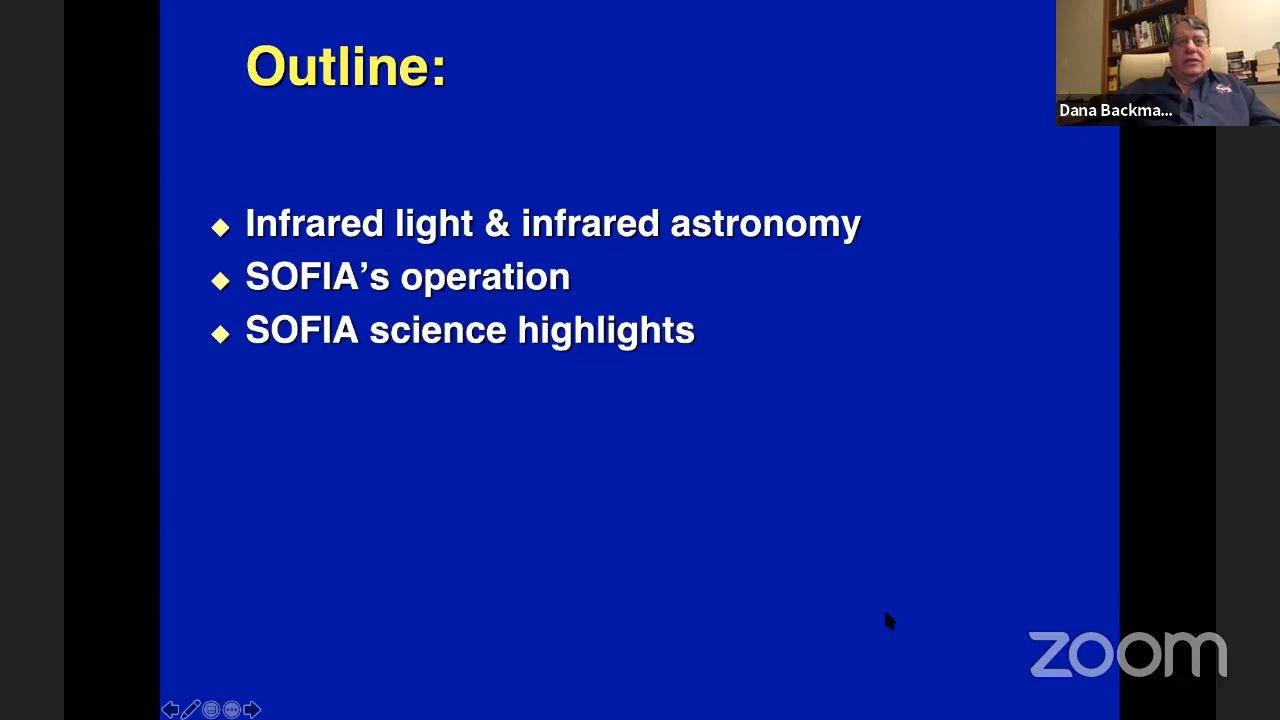 Outline:
Dana Backma...
Infrared light & infrared astronomy
SOFIA’s operation
SOFIA science highlights
zoom